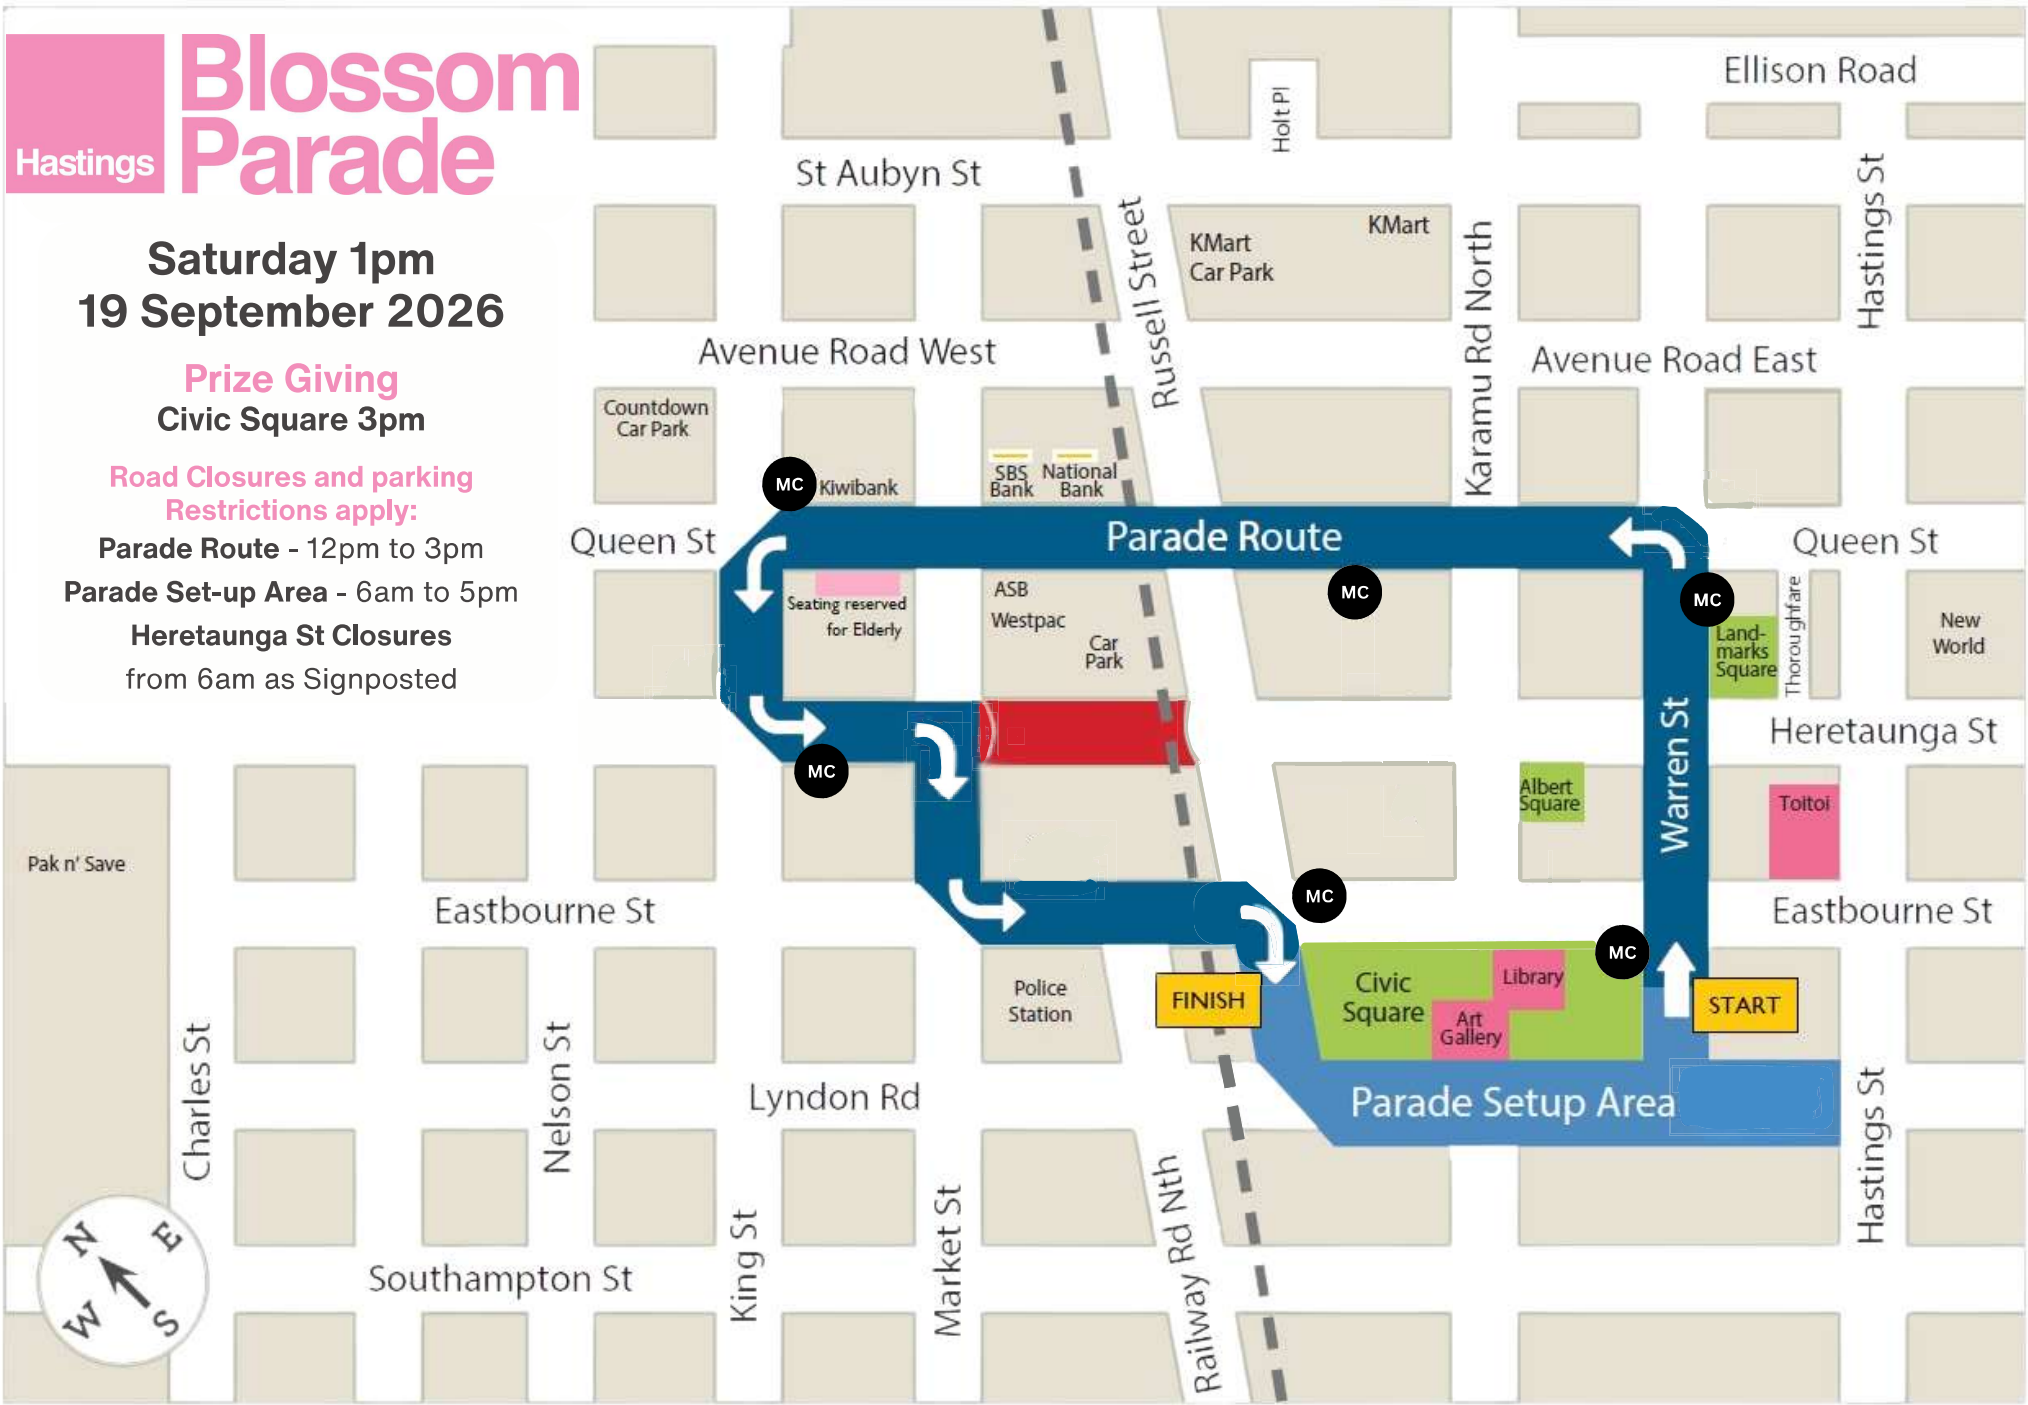 Blossom
Parade
Hastings
Saturday 1pm
19 September 2026
Prize Giving
Civic Square 3pm
Road Closures and parking
Restrictions apply:
Parade Route - 12pm to 3pm
Parade Set-up Area - 6am to 5pm
Heretaunga St Closures
from 6am as Signposted
Ellison Road
Holt Pl
St Aubyn St
Hastings St
Russell Street
KMart
Car Park
KMart
Karamu Rd North
Avenue Road West
Avenue Road East
Countdown
Car Park
MC
Kiwibank
SBS
Bank
National
Bank
Queen St
Parade Route
Queen St
Seating reserved
for Elderly
ASB
Westpac
Car
Park
MC
MC
Land-
marks
Square
Thoroughfare
New
World
Warren St
Heretaunga St
MC
Albert
Square
Toitoi
Pak n' Save
Eastbourne St
MC
Eastbourne St
MC
Police
Station
FINISH
Civic
Square
Library
Art
Gallery
START
Charles St
Nelson St
Lyndon Rd
Parade Setup Area
Hastings St
N
E
W
S
Southampton St
King St
Market St
Railway Rd Nth